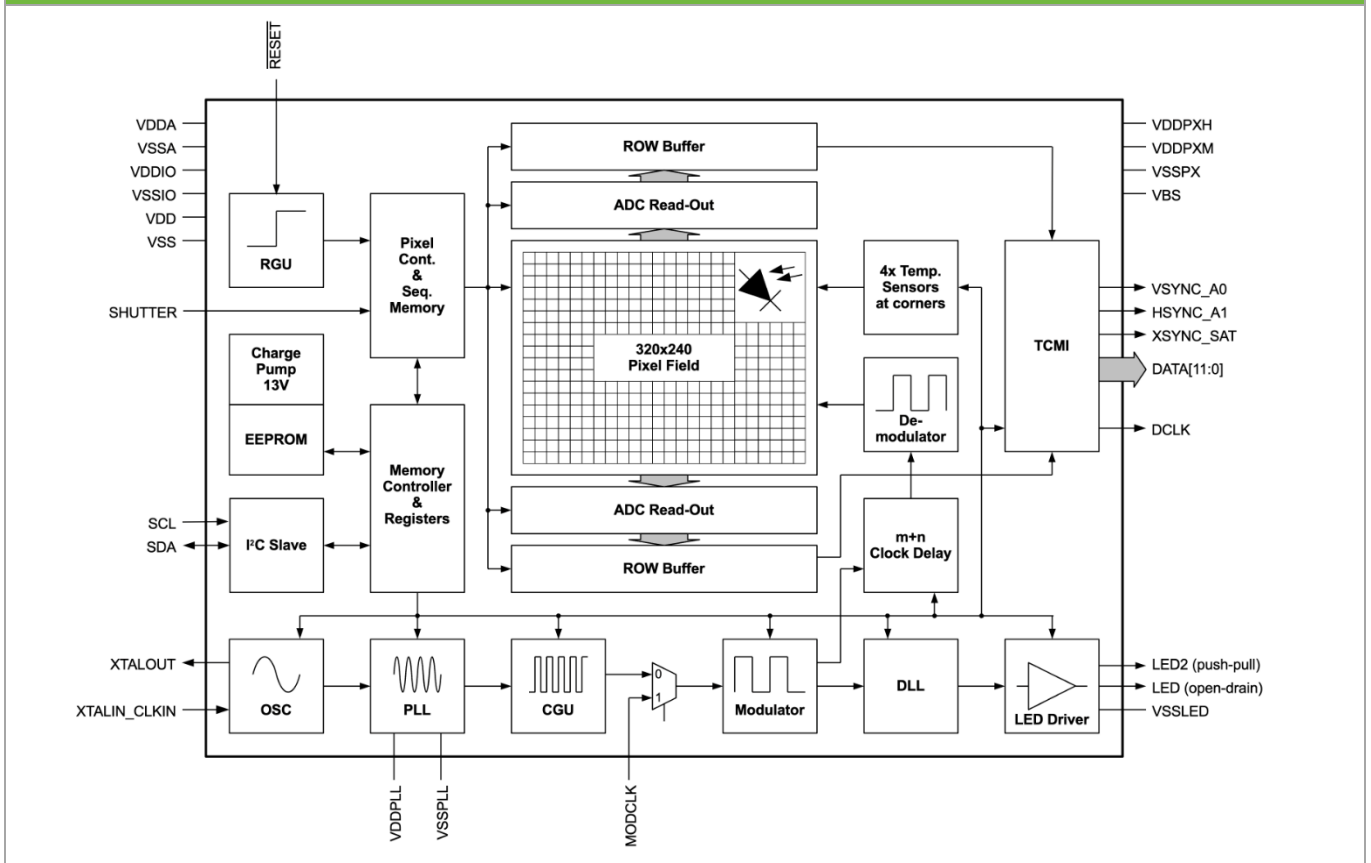 RESET
VDDA
VSSA
VDDIO
VSSIO
VDD
VSS
SHUTTER
SCL
SDA
XTALOUT
XTALIN_CLKIN
RGU
Pixel
Cont.
&
Seq.
Memory
Charge
Pump
13V
EEPROM
I²C Slave
Memory
Controller
&
Registers
ROW Buffer
ADC Read-Out
320x240
Pixel Field
ADC Read-Out
ROW Buffer
4x Temp.
Sensors
at corners
De-
modulator
m+n
Clock Delay
TCMI
OSC
PLL
CGU
0
1
Modulator
DLL
LED Driver
VDDPXH
VDDPXM
VSSPX
VBS
VSYNC_A0
HSYNC_A1
XSYNC_SAT
DATA[11:0]
DCLK
LED2 (push-pull)
LED (open-drain)
VSSLED
VDDPLL
VSSPLL
MODCLK